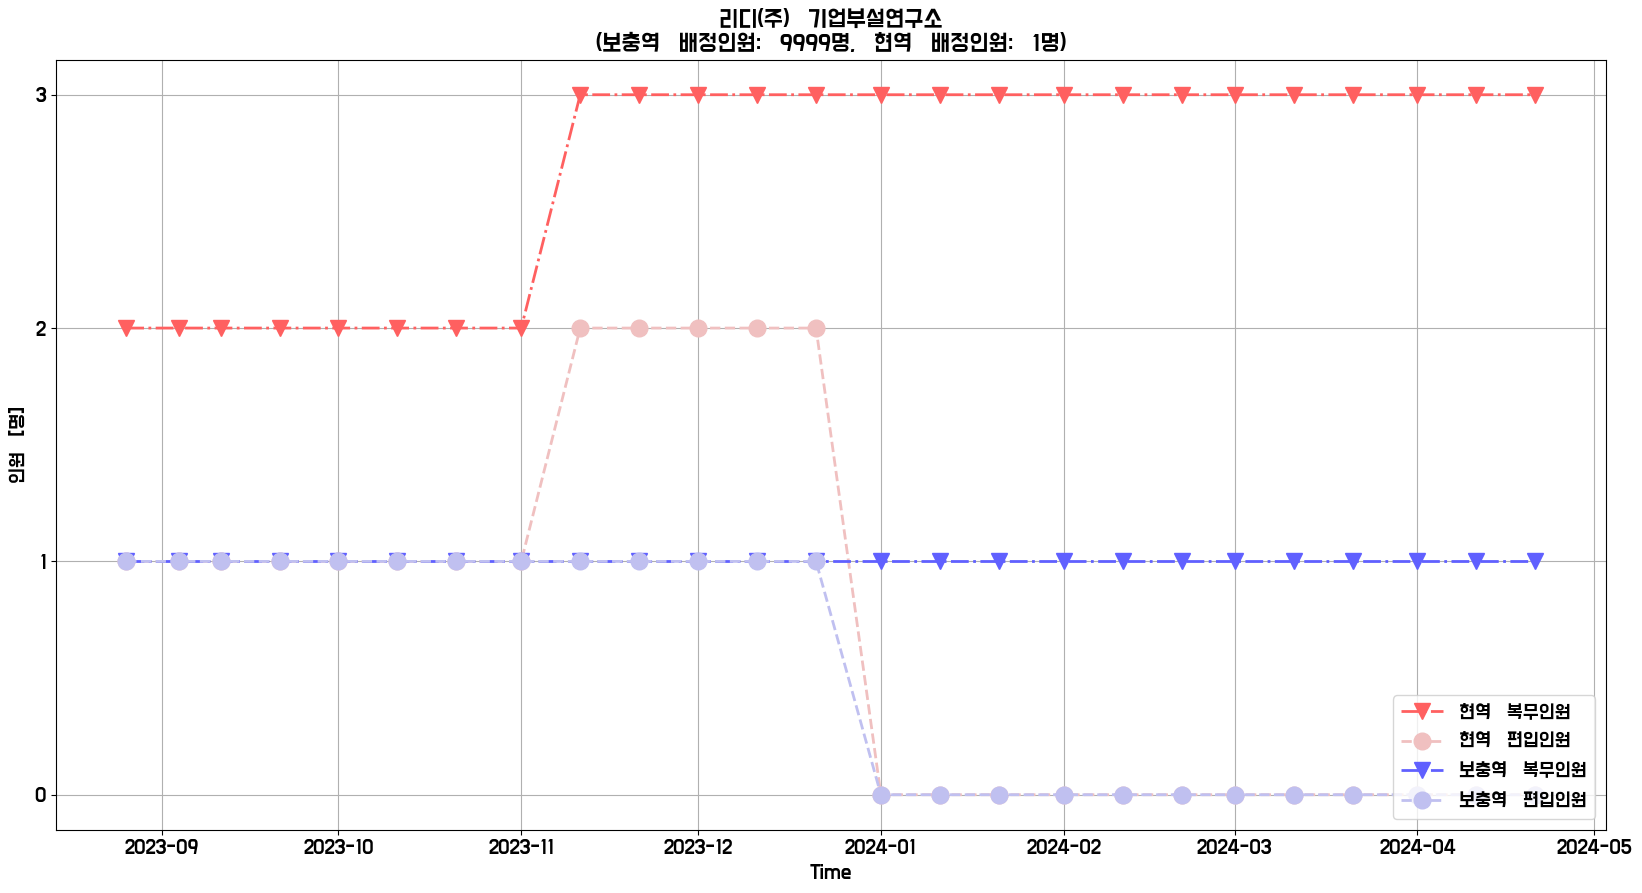 리디(주) 기업부설연구소
(보충역 배정인원: 9999명, 현역 배정인원: 1명)
3
2
1
0
인원 [명]
2023-09
2023-10
2023-11
2023-12
2024-01
2024-02
2024-03
2024-04
2024-05
Time
현역 복무인원
현역 편입인원
보충역 복무인원
보충역 편입인원